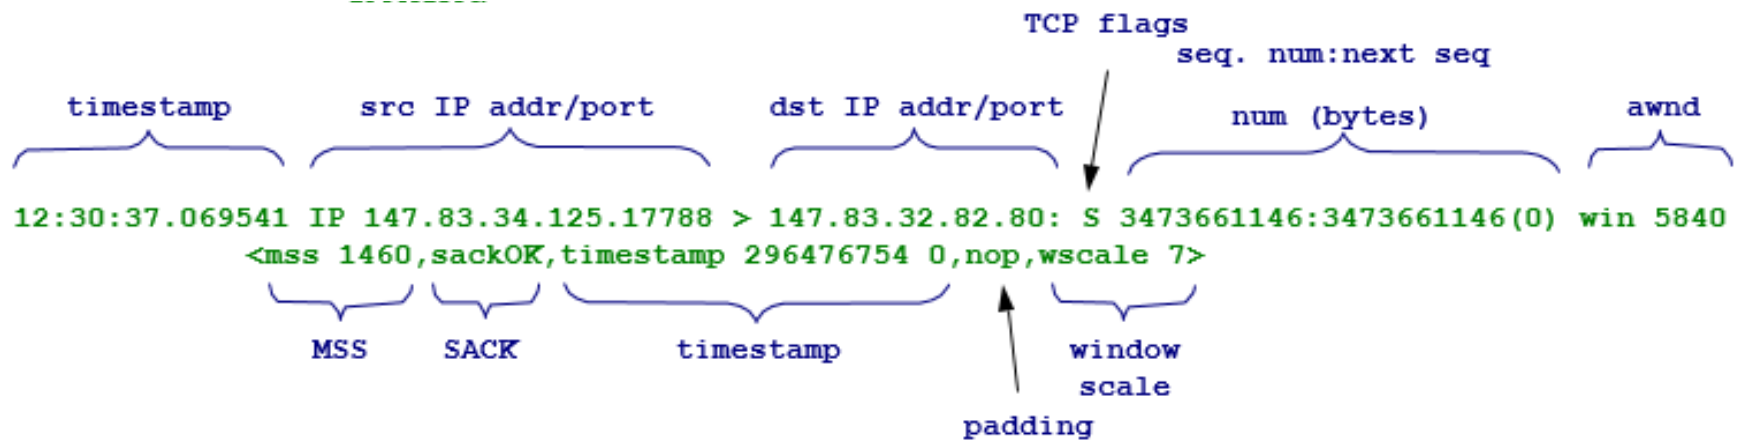 TCP flags
seq. num:next seq
timestamp src IP addr/port dst IP addr/port num (bytes) awnd
12:30:37.069541 IP 147.83.34.125.17788 > 147.83.32.82.80: S 3473661146:3473661146(0) win 5840
<mss 1460,sackOK,timestamp 296476754 0,nop,wscale 7>
MSS SACK timestamp window
scale
padding